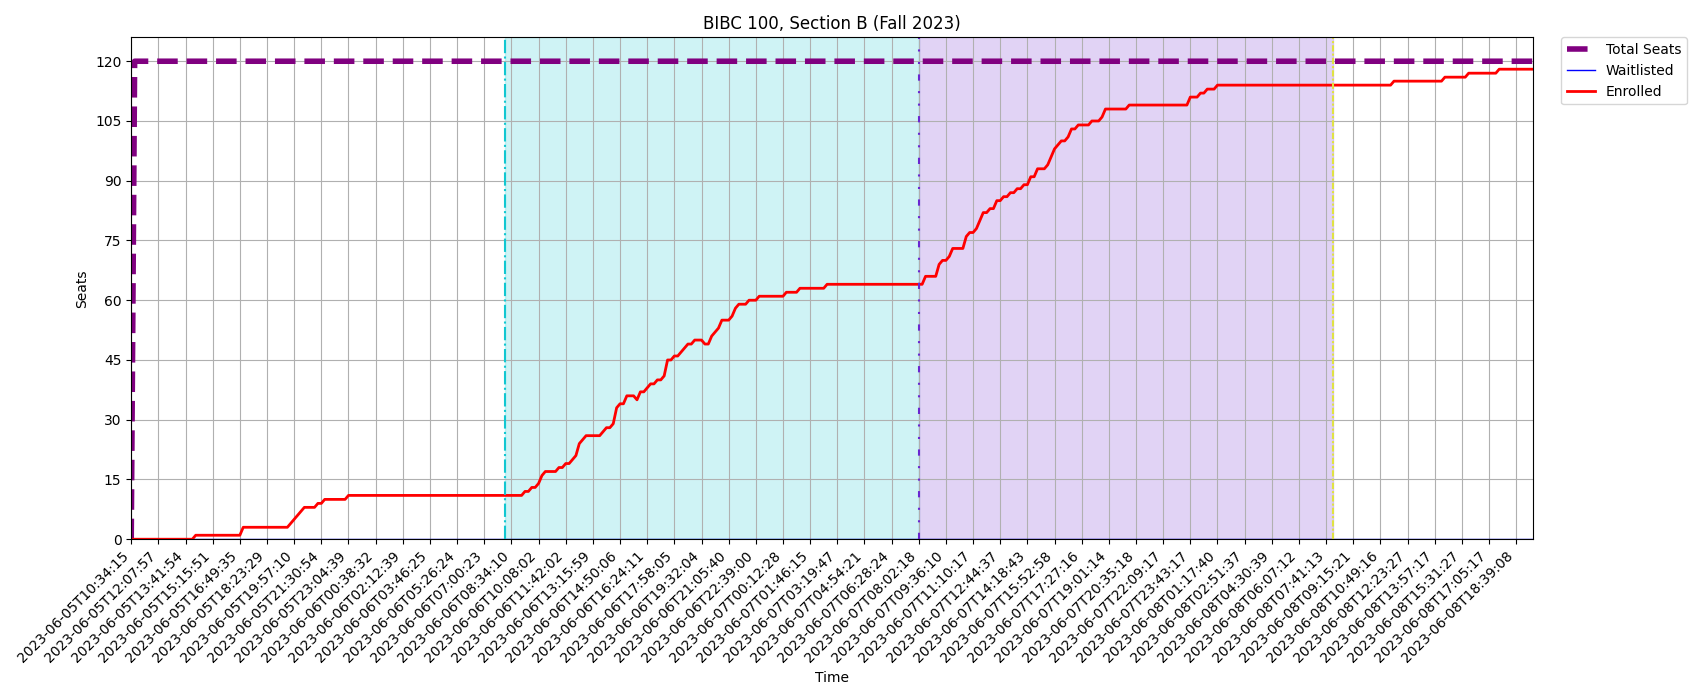 BIBC 100, Section B (Fall 2023)
Total Seats
Waitlisted
Enrolled
Seats
120
105
90
75
60
45
30
15
0
2023-06-05T10:34:15
2023-06-05T12:07:57
2023-06-05T13:41:54
2023-06-05T15:15:51
2023-06-05T16:49:35
2023-06-05T18:23:29
2023-06-05T19:57:10
2023-06-05T21:30:54
2023-06-05T23:04:39
2023-06-06T00:38:32
2023-06-06T02:12:39
2023-06-06T03:46:25
2023-06-06T05:26:24
2023-06-06T07:00:23
2023-06-06T08:34:10
2023-06-06T10:08:02
2023-06-06T11:42:02
2023-06-06T13:15:59
2023-06-06T14:50:06
2023-06-06T16:24:11
2023-06-06T17:58:05
2023-06-06T19:32:04
2023-06-06T21:05:40
2023-06-06T22:39:00
2023-06-07T00:12:28
2023-06-07T01:46:15
2023-06-07T03:19:47
2023-06-07T04:54:21
2023-06-07T06:28:24
2023-06-07T08:02:18
2023-06-07T09:36:10
2023-06-07T11:10:17
2023-06-07T12:44:37
2023-06-07T14:18:43
2023-06-07T15:52:58
2023-06-07T17:27:16
2023-06-07T19:01:14
2023-06-07T20:35:18
2023-06-07T22:09:17
2023-06-07T23:43:17
2023-06-08T01:17:40
2023-06-08T02:51:37
2023-06-08T04:30:39
2023-06-08T06:07:12
2023-06-08T07:41:13
2023-06-08T09:15:21
2023-06-08T10:49:16
2023-06-08T12:23:27
2023-06-08T13:57:17
2023-06-08T15:31:27
2023-06-08T17:05:17
2023-06-08T18:39:08
Time